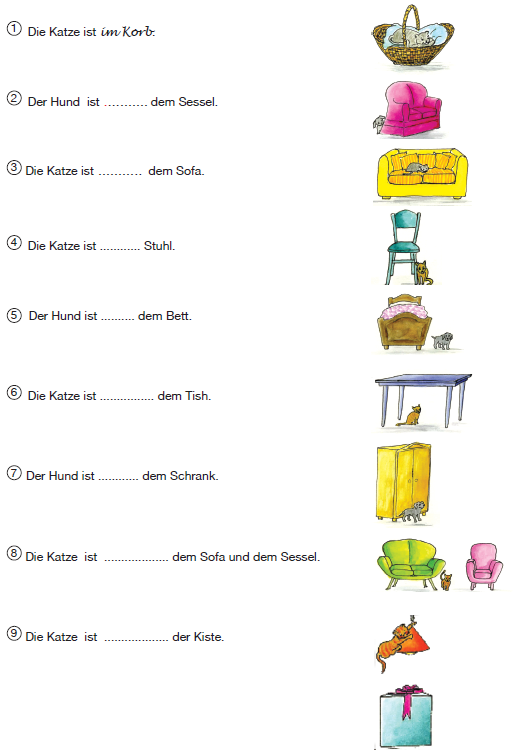 ① Die Katze ist im Korb.
② Der Hund ist ........... dem Sessel.
③ Die Katze ist ........... dem Sofa.
④ Die Katze ist ............ Stuhl.
⑤ Der Hund ist .......... dem Bett.
⑥ Die Katze ist ................ dem Tish.
⑦ Der Hund ist ............ dem Schrank.
⑧ Die Katze ist ................... dem Sofa und dem Sessel.
⑨ Die Katze ist ................... der Kiste.